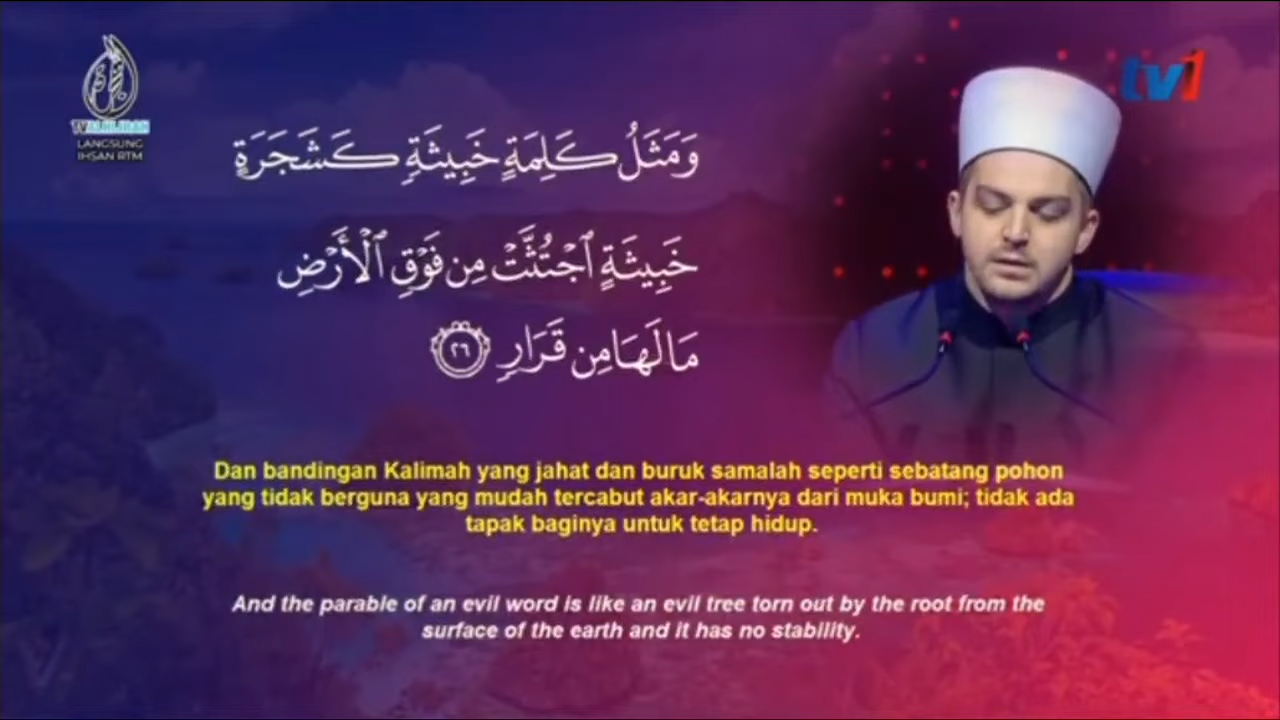 tv1
TV ALHIJRAH
LANGSUNG
IHSAN RTM
وَمَثَلُ كَلِمَةٍ خَبِيثَةٍ كَشَجَرَةٍ
خَبِيثَةٍ ٱجْتُثَّتْ مِن فَوْقِ ٱلْأَرْضِ
مَا لَهَا مِن قَرَارٍ ٢٦
Dan bandingan Kalimah yang jahat dan buruk samalah seperti sebatang pohon
yang tidak berguna yang mudah tercabut akar-akarnya dari muka bumi; tidak ada
tapak baginya untuk tetap hidup.
And the parable of an evil word is like an evil tree torn out by the root from the
surface of the earth and it has no stability.